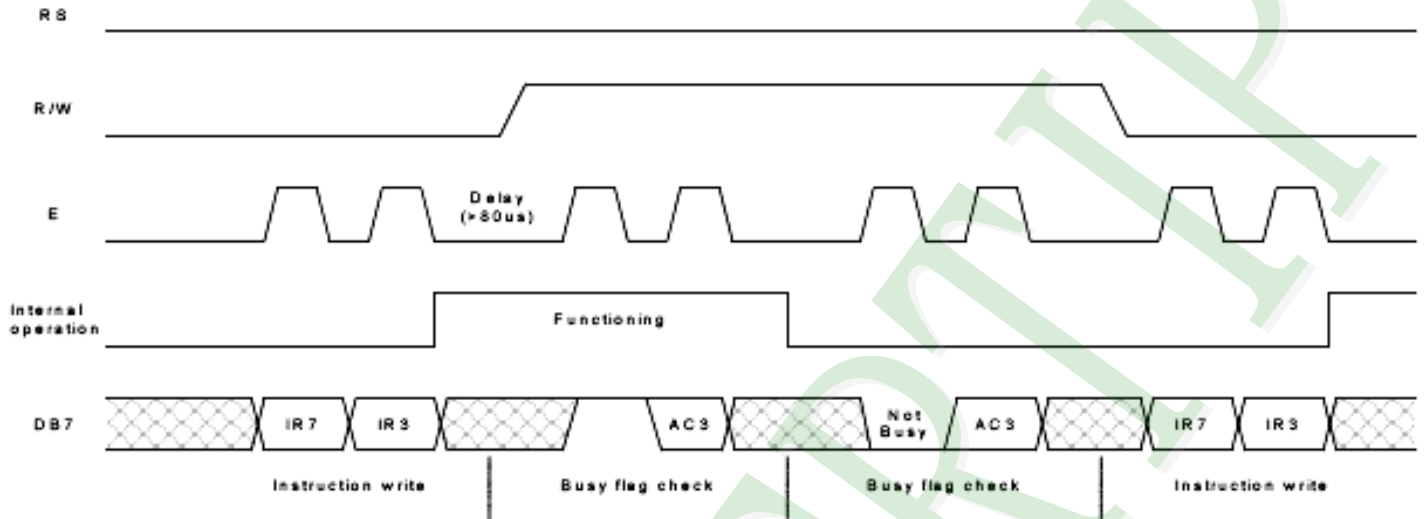 RS
R/W
E
Delay
(>80us)
Internal
operation
Functioning
DB7
IR7
IR3
AC3
Not
Busy
AC3
IR7
IR3
Instruction write
Busy flag check
Busy flag check
Instruction write